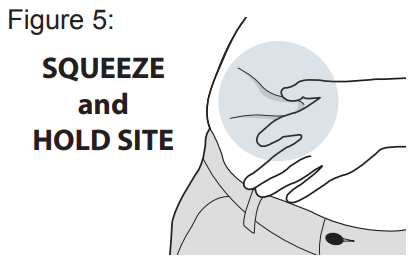 Figure 5:
SQUEEZE
and
HOLD SITE